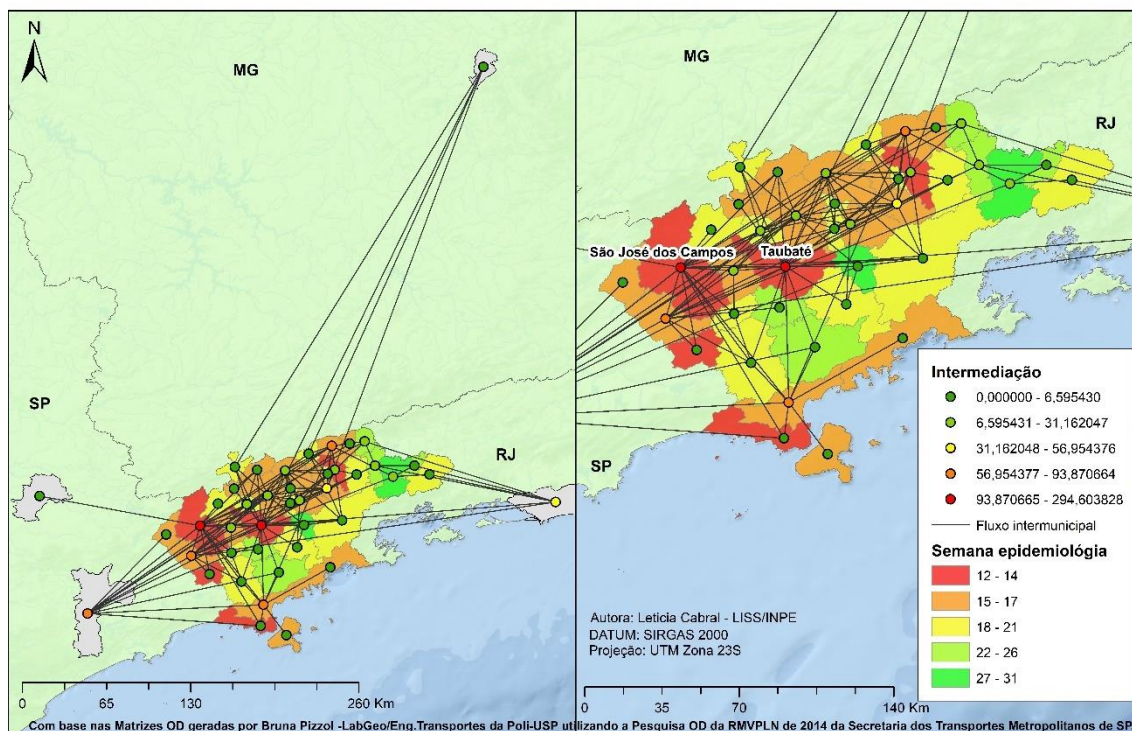 N
MG
SP
RJ
0
65
130
260 Km
MG
RJ
São José dos Campos
Taubaté
SP
Autora: Leticia Cabral - LISS/INPE
DATUM: SIRGAS 2000
Projeção: UTM Zona 23S
0
35
70
140 Km
Intermediação
0,000000 - 6,595430
6,595431 - 31,162047
31,162048 - 56,954376
56,954377 - 93,870664
93,870665 - 294,603828
Fluxo intermunicipal
Semana epidemiológia
12 - 14
15 - 17
18 - 21
22 - 26
27 - 31
Com base nas Matrizes OD geradas por Bruna Pizzol -LabGeo/Eng.Transportes da Poli-USP utilizando a Pesquisa OD da RMVPLN de 2014 da Secretaria dos Transportes Metropolitanos de SP